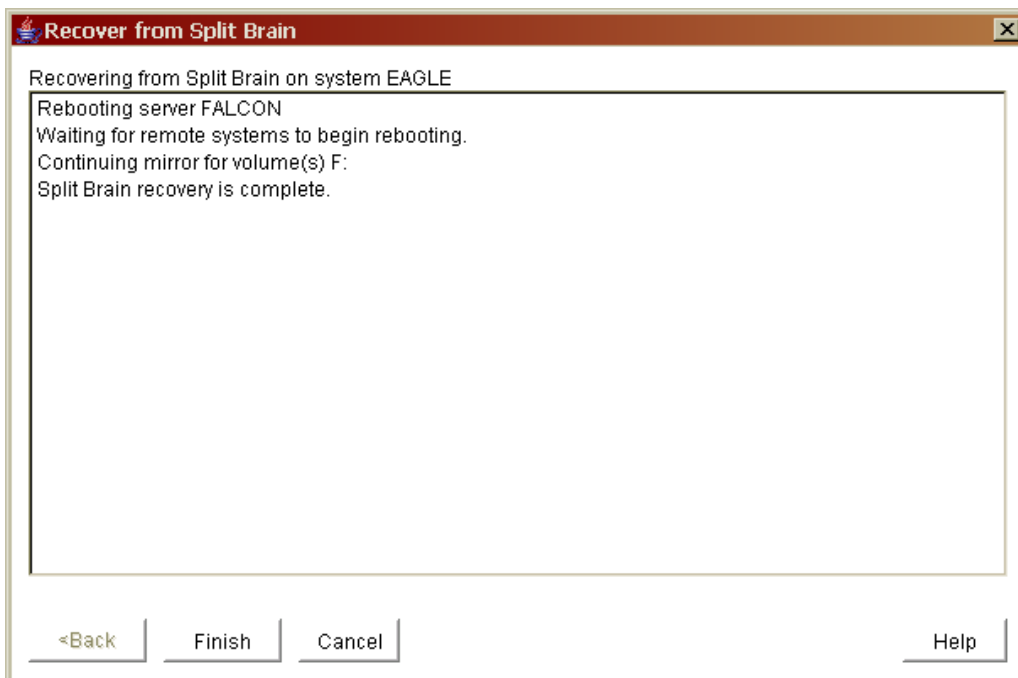 Recover from Split Brain
Recovering from Split Brain on system EAGLE
Rebooting server FALCON
Waiting for remote systems to begin rebooting.
Continuing mirror for volume(s) F:
Split Brain recovery is complete.
<Back Finish Cancel Help